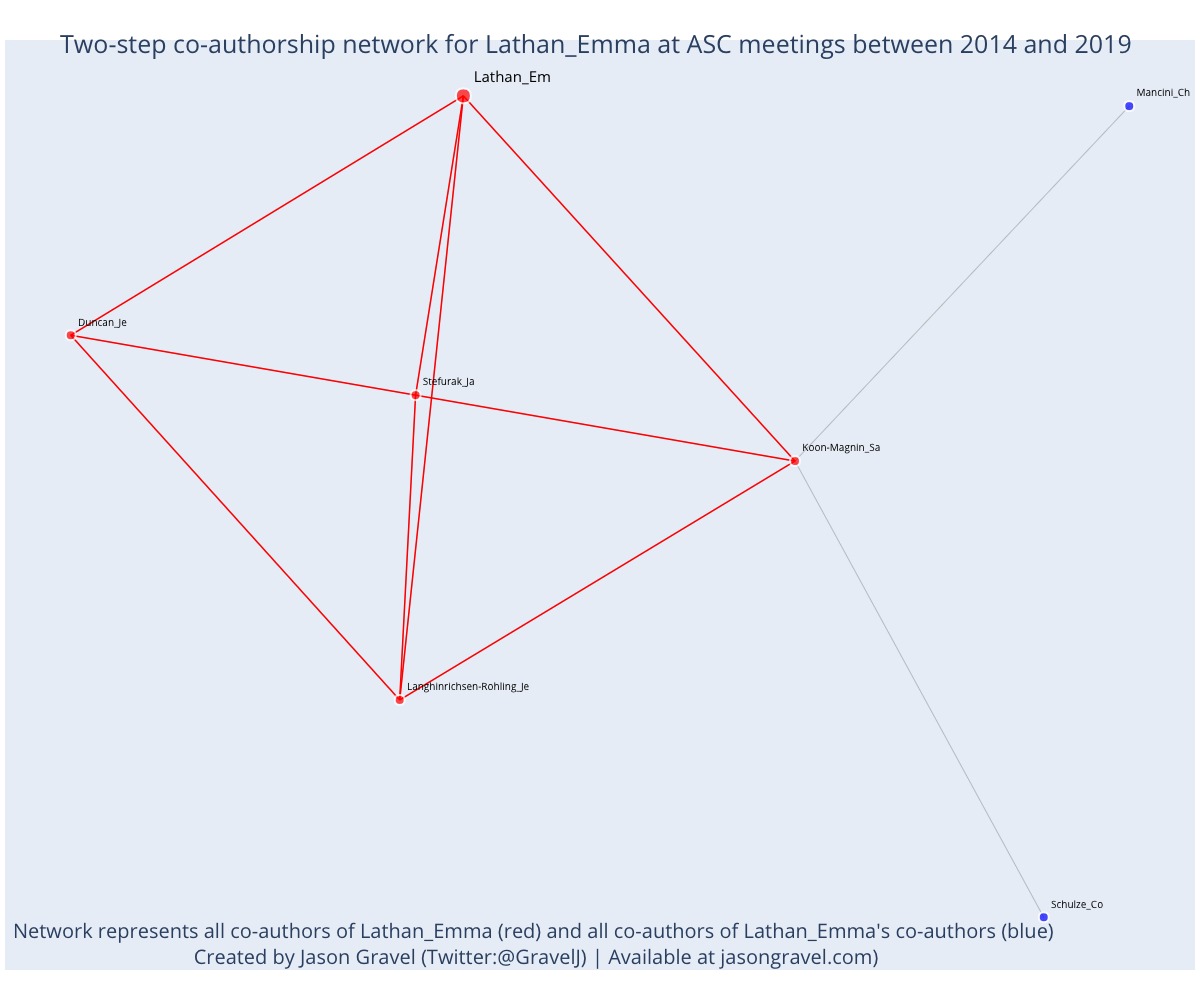 Two-step co-authorship network for Lathan_Emma at ASC meetings between 2014 and 2019
Lathan_Em
Mancini_Ch
Duncan_Je
Stefurak_Ja
Koon-Magnin_Sa
Langhinrichsen-Rohling_Je
Schulze_Co
Network represents all co-authors of Lathan_Emma (red) and all co-authors of Lathan_Emma's co-authors (blue)
Created by Jason Gravel (Twitter:@GravelJ) | Available at jasongravel.com)